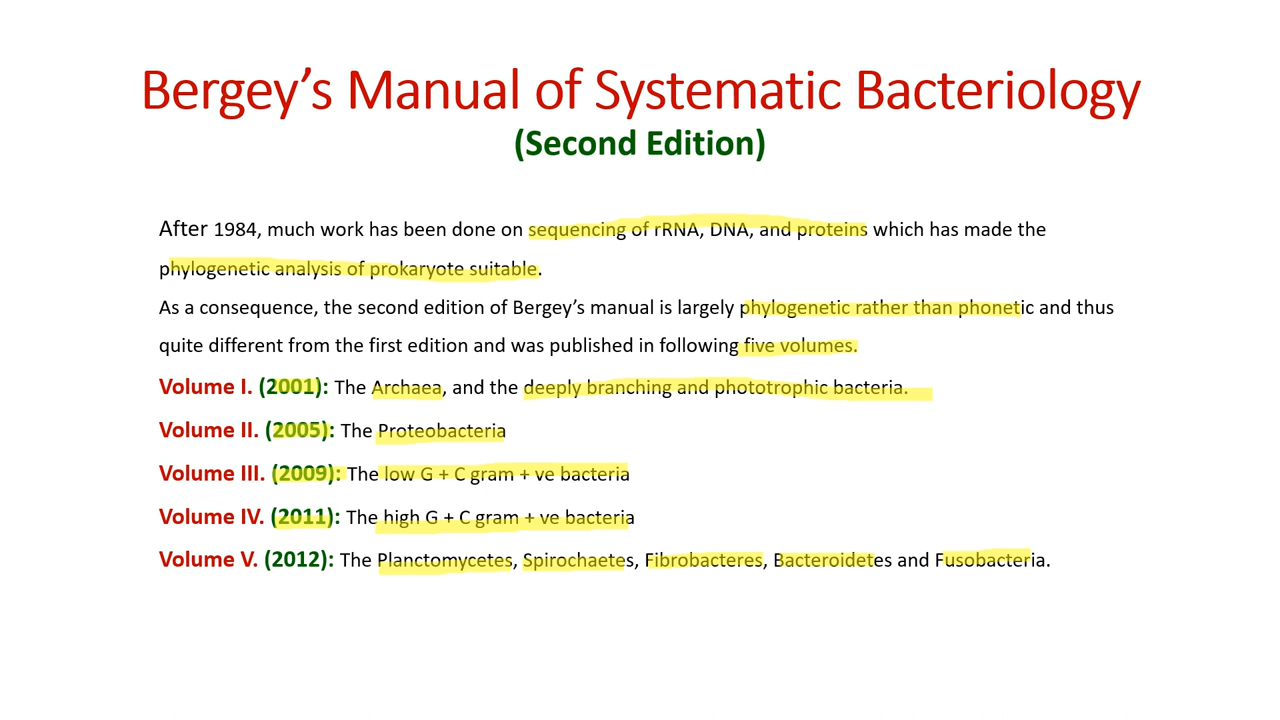 Bergey’s Manual of Systematic Bacteriology
(Second Edition)
After 1984, much work has been done on sequencing of rRNA, DNA, and proteins which has made the
phylogenetic analysis of prokaryote suitable.
As a consequence, the second edition of Bergey’s manual is largely phylogenetic rather than phonetic and thus
quite different from the first edition and was published in following five volumes.
Volume I. (2001): The Archaea, and the deeply branching and phototrophic bacteria.
Volume II. (2005): The Proteobacteria
Volume III. (2009): The low G + C gram + ve bacteria
Volume IV. (2011): The high G + C gram + ve bacteria
Volume V. (2012): The Planctomycetes, Spirochaetes, Fibrobacteres, Bacteroidetes and Fusobacteria.